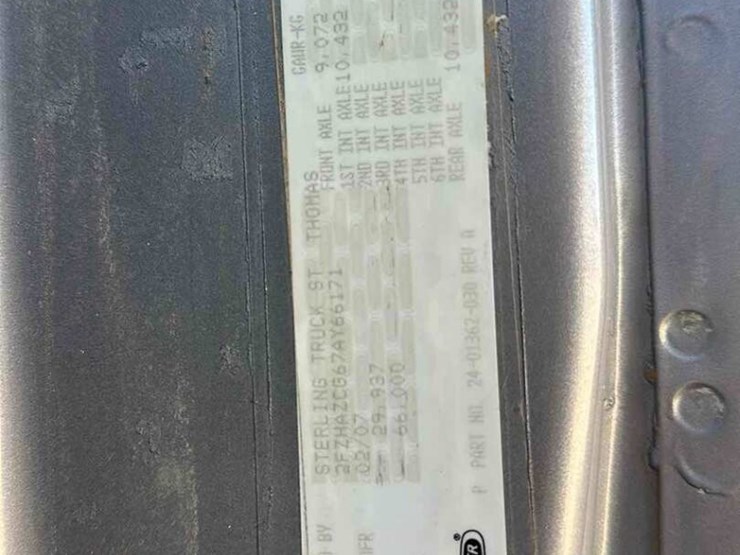 D BY STERLING TRUCK ST. THOMAS
2FZHAZCG67AY66171
02/07
29,937
MFR 66,000
P PART NO. 24-01362-030 REV A
GAWR-KG
FRONT AXLE 9,072
1ST INT AXLE 10,432
2ND INT AXLE
3RD INT AXLE
4TH INT AXLE
5TH INT AXLE
6TH INT AXLE
REAR AXLE 10,432